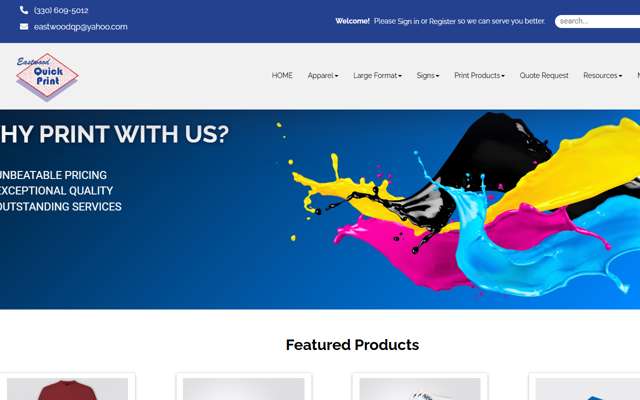 (330) 609-5012
eastwoodqp@yahoo.com
Welcome! Please Sign in or Register so we can serve you better.
search...
Eastwood
Quick
Print
HOME Apparel Large Format Signs Print Products Quote Request Resources
HY PRINT WITH US?
UNBEATABLE PRICING
EXCEPTIONAL QUALITY
OUTSTANDING SERVICES
Featured Products